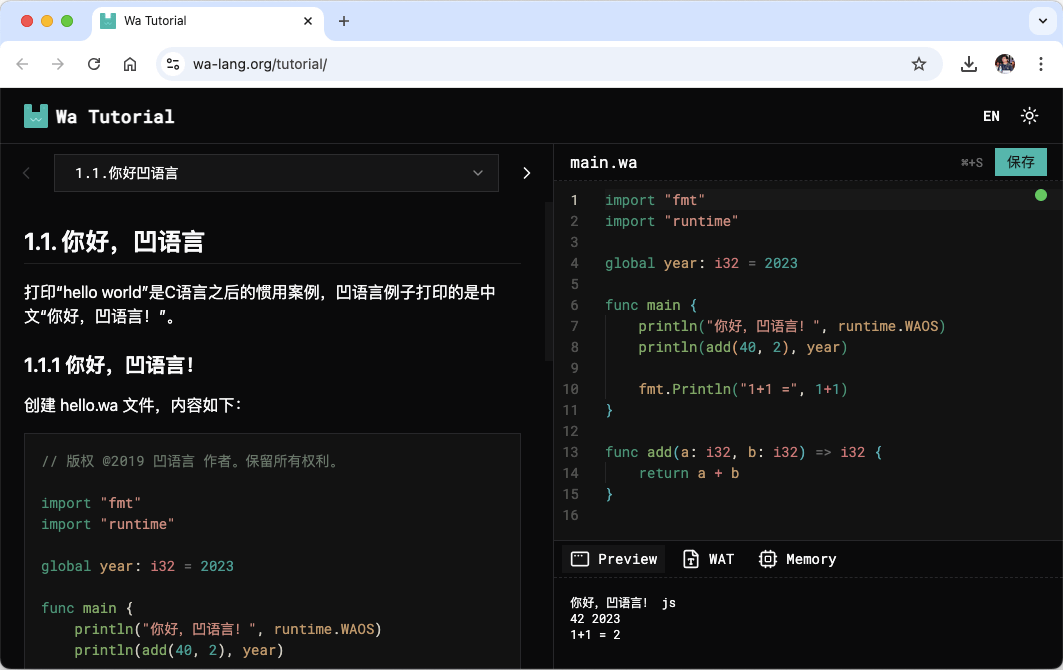 Wa Tutorial
wa-lang.org/tutorial/
Wa Tutorial
EN
1.1.你好凹语言
1.1. 你好，凹语言
打印“hello world”是C语言之后的惯用案例，凹语言例子打印的是中
文“你好，凹语言！”。
1.1.1 你好，凹语言！
创建 hello.wa 文件，内容如下：
// 版权 @2019 凹语言 作者。保留所有权利。
import "fmt"
import "runtime"
global year: i32 = 2023
func main {
println("你好，凹语言！", runtime.WAOS)
println(add(40, 2), year)
main.wa
⌘+S
保存
1 import "fmt"
2 import "runtime"
3
4 global year: i32 = 2023
5
6 func main {
7 println("你好，凹语言！", runtime.WAOS)
8 println(add(40, 2), year)
9
10 fmt.Println("1+1 =", 1+1)
11 }
12
13 func add(a: i32, b: i32) => i32 {
14 return a + b
15 }
16
Preview
WAT
Memory
你好，凹语言！ js
42 2023
1+1 = 2